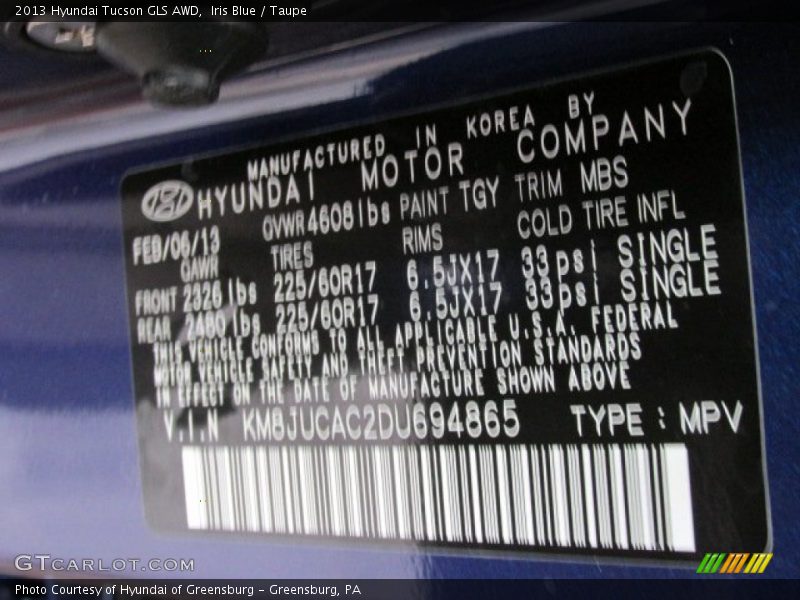 2013 Hyundai Tucson GLS AWD,  Iris Blue / Taupe
MANUFACTURED IN KOREA BY
HYUNDAI MOTOR COMPANY
FEB/06/13 GVWR 4608 lbs PAINT TGY TRIM MBS
GAWR TIRES RIMS COLD TIRE INFL
FRONT 2326 lbs 225/60R17 6.5JX17 33psi SINGLE
REAR 2480 lbs 225/60R17 6.5JX17 33psi SINGLE
THIS VEHICLE CONFORMS TO ALL APPLICABLE U.S.A. FEDERAL
MOTOR VEHICLE SAFETY AND THEFT PREVENTION STANDARDS
IN EFFECT ON THE DATE OF MANUFACTURE SHOWN ABOVE
V.I.N KM8JUCAC2DU694865 TYPE : MPV
GTCARLOT.COM
Photo Courtesy of Hyundai of Greensburg - Greensburg, PA